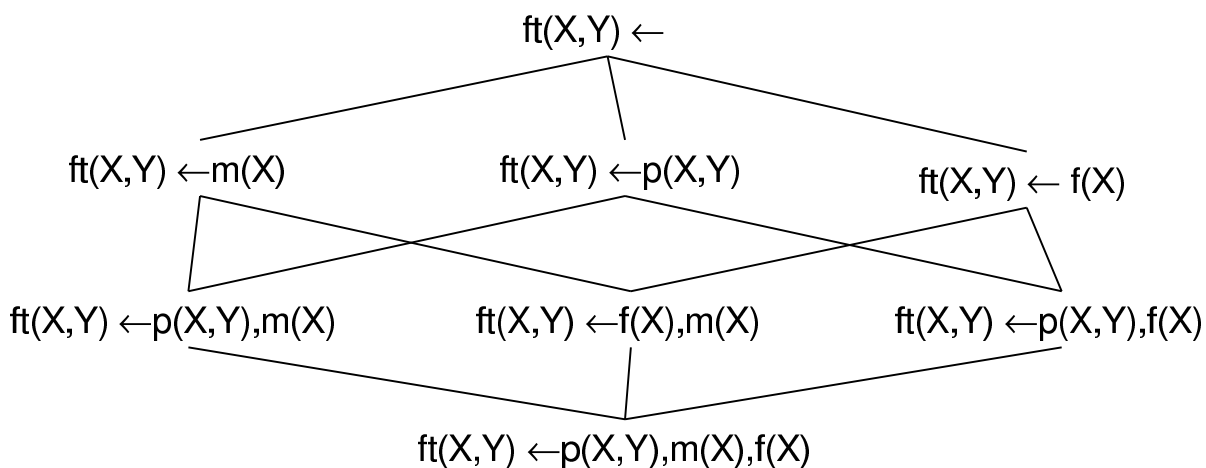 ft(X,Y) ←
ft(X,Y) ←m(X)
ft(X,Y) ←p(X,Y)
ft(X,Y) ← f(X)
ft(X,Y) ←p(X,Y),m(X)
ft(X,Y) ←f(X),m(X)
ft(X,Y) ←p(X,Y),f(X)
ft(X,Y) ←p(X,Y),m(X),f(X)